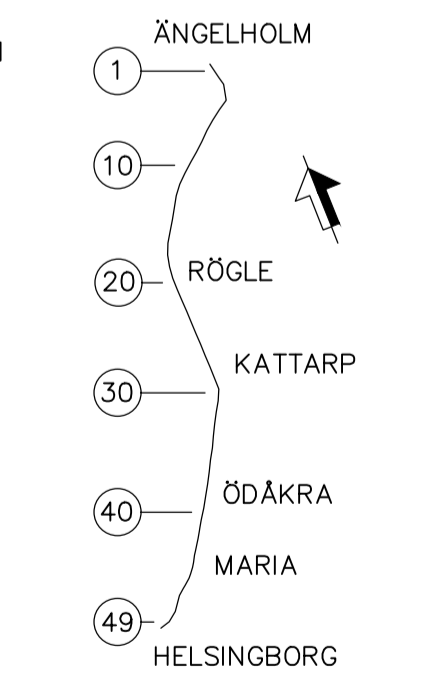 ÄNGELHOLM
1
10
RÖGLE
20
KATTARP
30
ÖDÅKRA
40
MARIA
49
HELSINGBORG